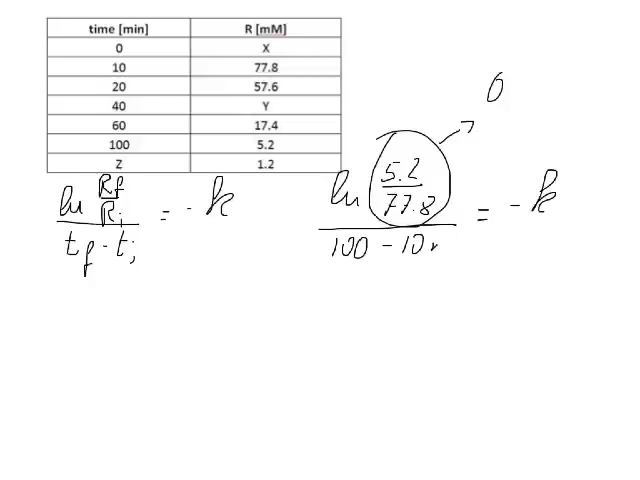 time [min] R [mM]
0 X
10 77.8
20 57.6
40 Y
60 17.4
100 5.2
Z 1.2
0
ln Rf/Ri / tf - ti = - k
ln 5.2/77.8 / 100 - 10 = - k